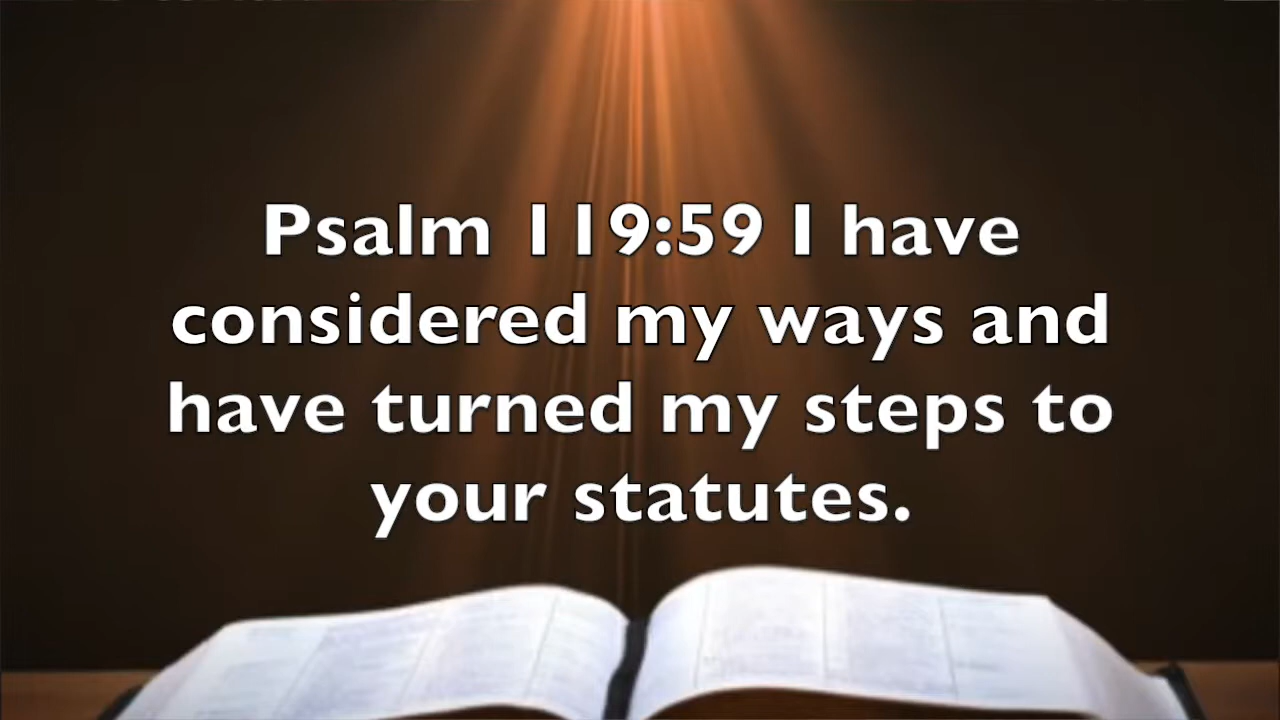 Psalm 119:59 I have
considered my ways and
have turned my steps to
your statutes.